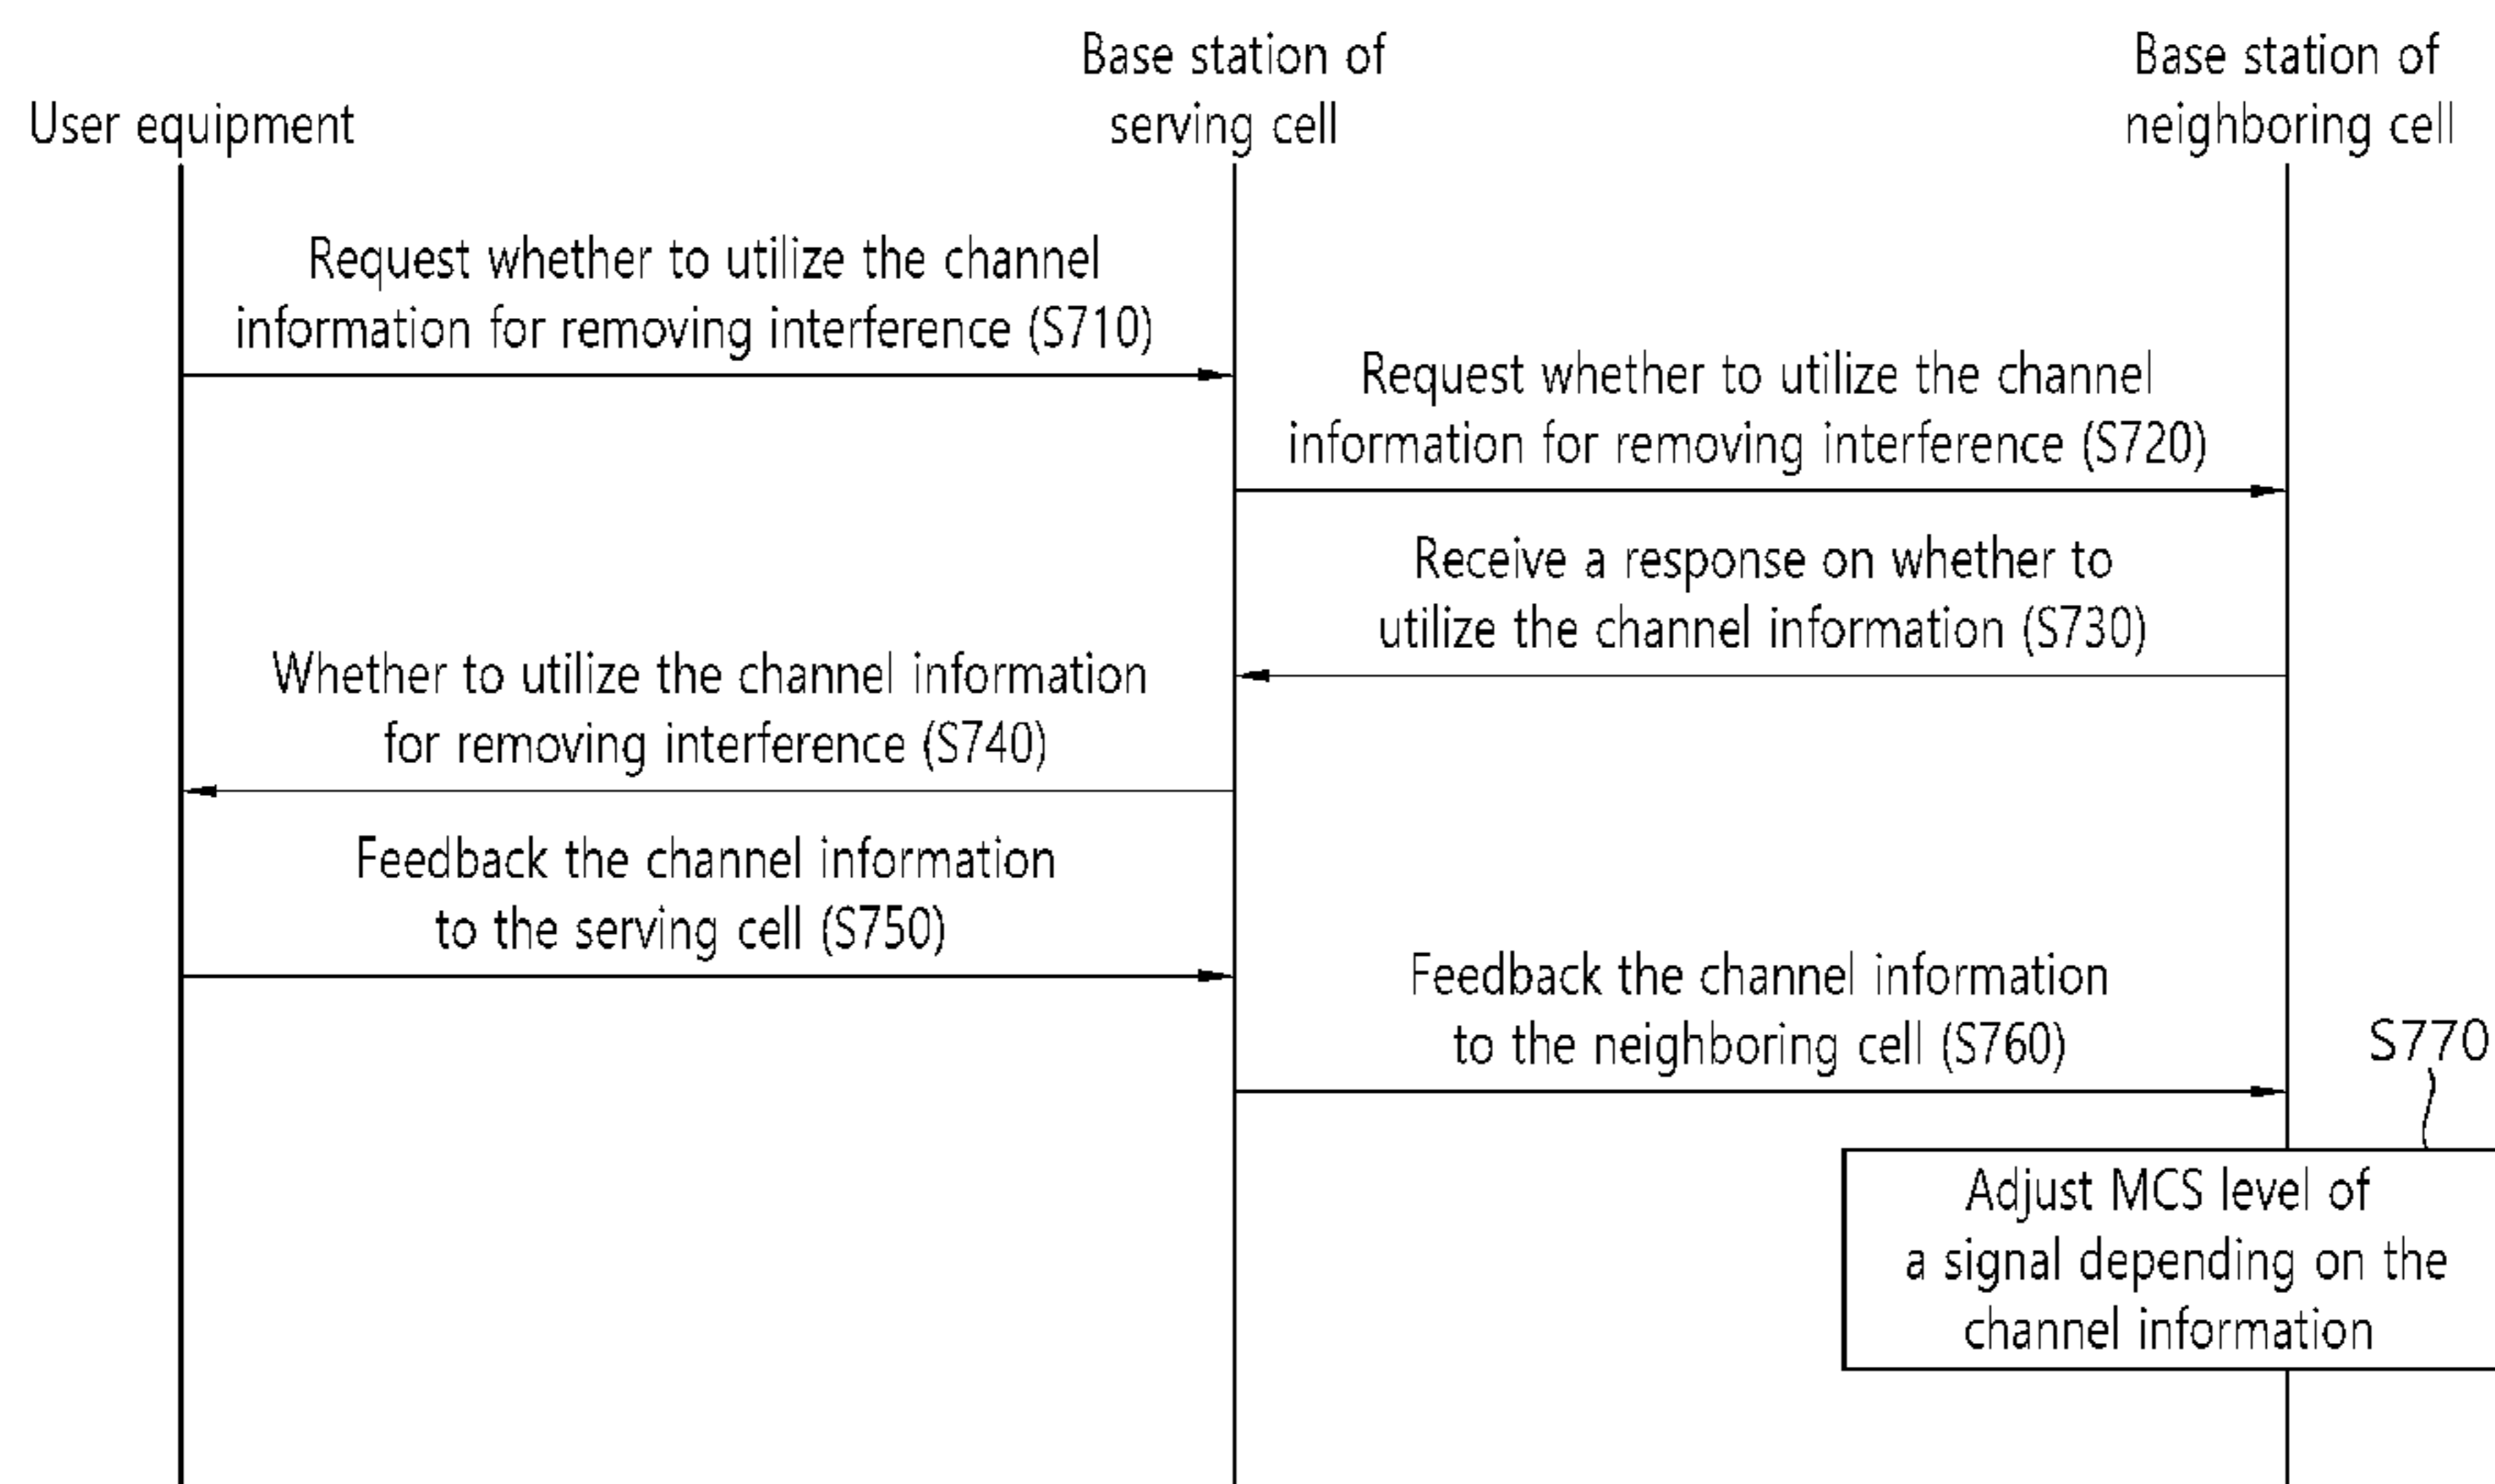 User equipment
Base station of
serving cell
Base station of
neighboring cell
Request whether to utilize the channel
information for removing interference (S710)
Request whether to utilize the channel
information for removing interference (S720)
Receive a response on whether to
utilize the channel information (S730)
Whether to utilize the channel information
for removing interference (S740)
Feedback the channel information
to the serving cell (S750)
Feedback the channel information
to the neighboring cell (S760)
S770
Adjust MCS level of
a signal depending on the
channel information